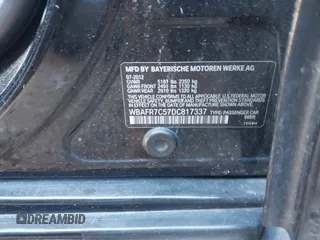 MFD BY BAYERISCHE MOTOREN WERKE AG
07-2012
GVWR 5181 LBS 2350 kg
GAWR FRONT 2491 LBS 1130 kg
GAWR REAR 2910 LBS 1320 kg
THIS VEHICLE CONFORMS TO ALL APPLICABLE
FEDERAL MOTOR VEHICLE SAFETY, BUMPER,
AND THEFT PREVENTION STANDARDS IN EFFECT
ON THE DATE OF MANUFACTURE SHOWN ABOVE.
WBAFR7C57DC817337 TYPE: PASSENGER CAR
DREAMBID